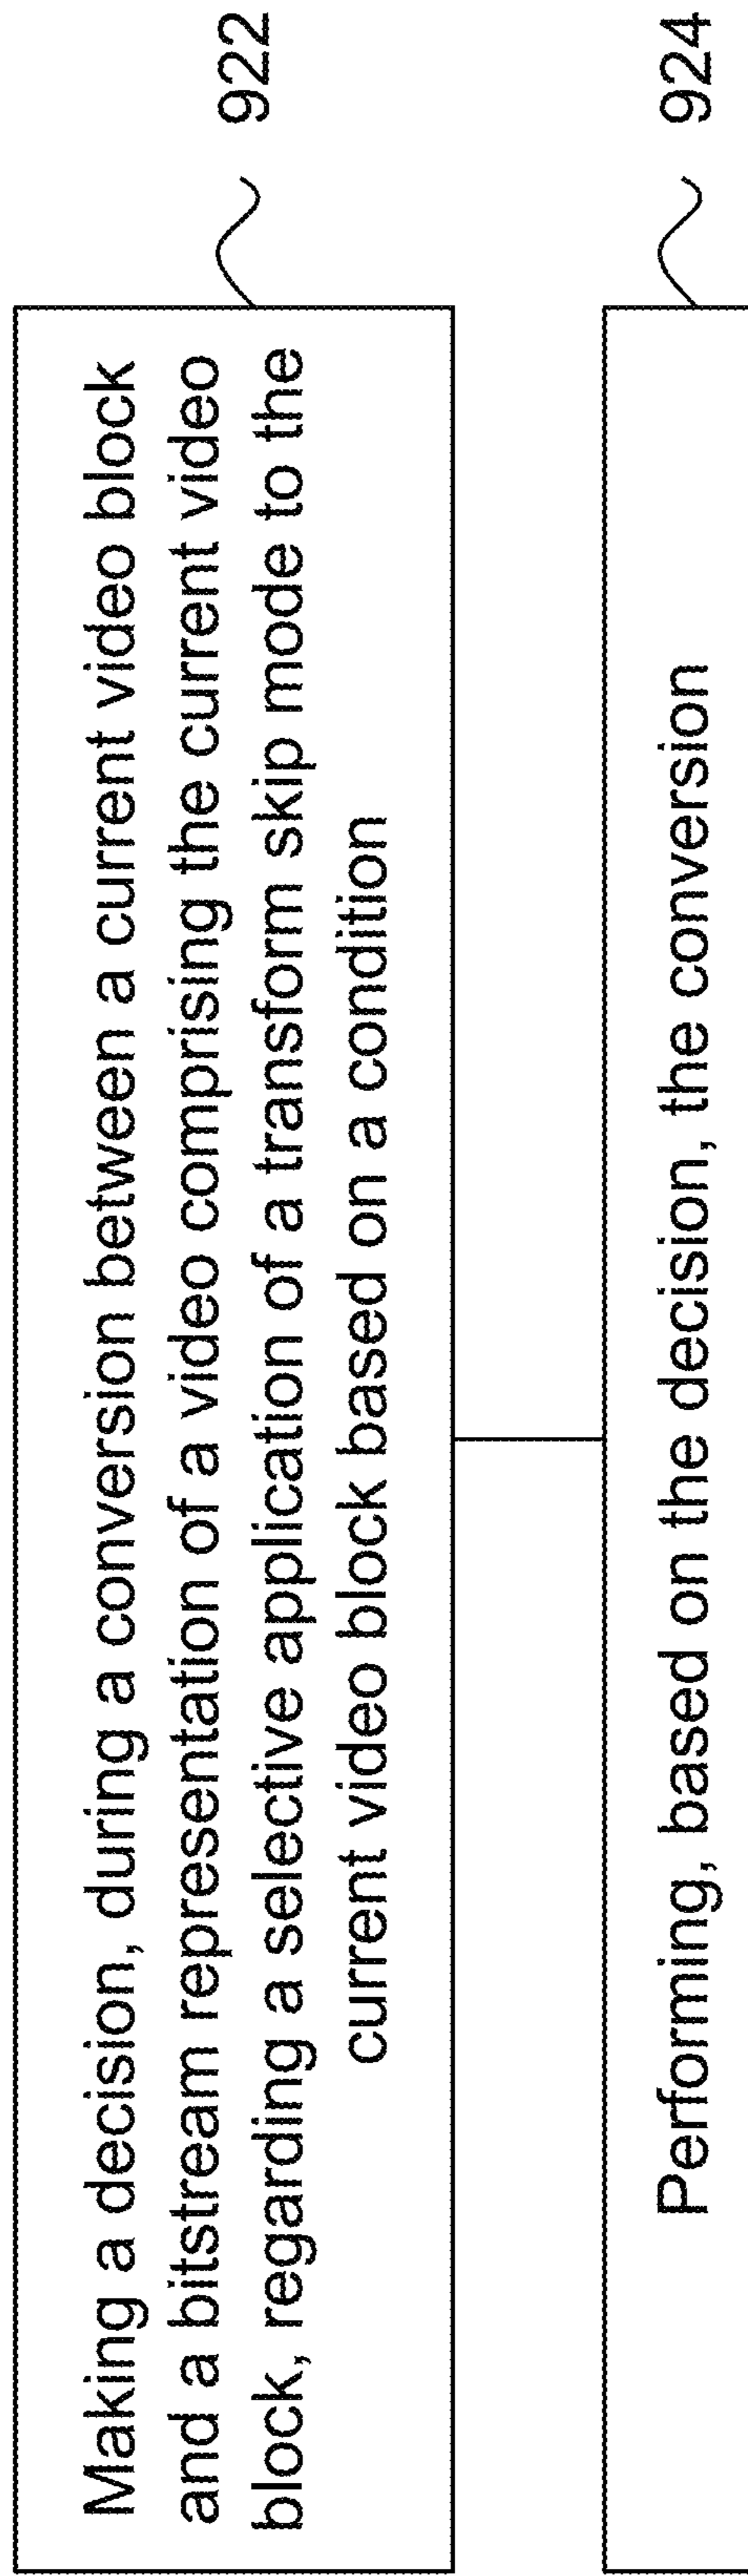 Making a decision, during a conversion between a current video block
and a bitstream representation of a video comprising the current video
block, regarding a selective application of a transform skip mode to the
current video block based on a condition
922
Performing, based on the decision, the conversion
924